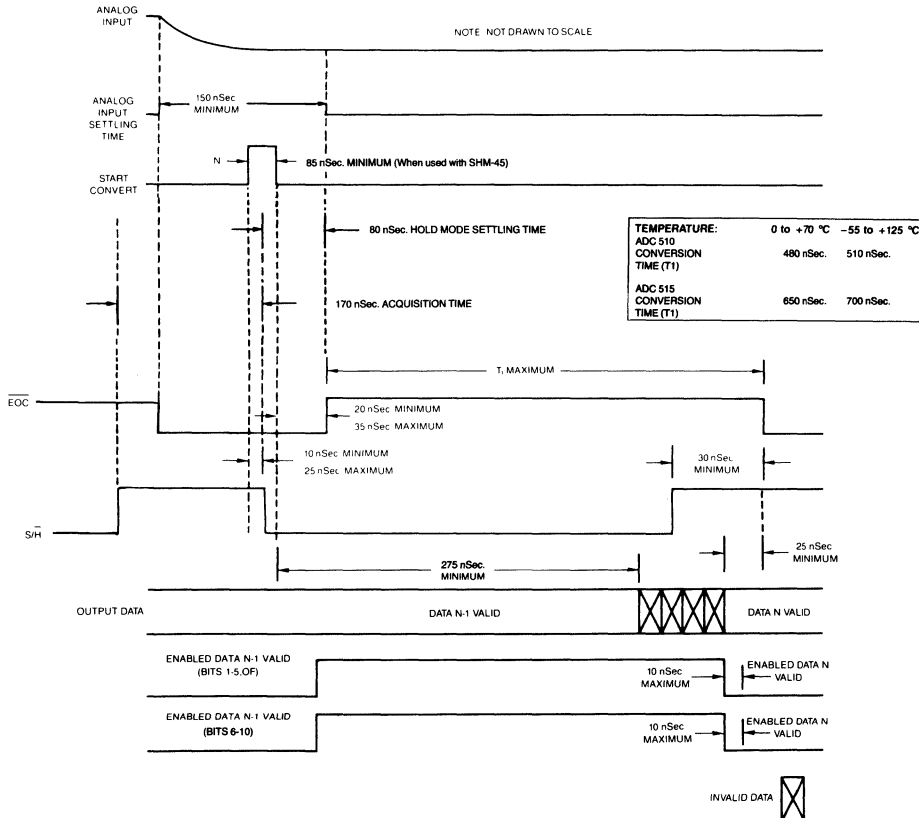 ANALOG
INPUT
NOTE NOT DRAWN TO SCALE
150 nSec
MINIMUM
ANALOG
INPUT
SETTLING
TIME
N
85 nSec. MINIMUM (When used with SHM-45)
START
CONVERT
80 nSec. HOLD MODE SETTLING TIME
TEMPERATURE: 0 to +70 °C −55 to +125 °C
ADC 510
CONVERSION 480 nSec. 510 nSec.
TIME (T1)
ADC 515
CONVERSION 650 nSec. 700 nSec.
TIME (T1)
170 nSec. ACQUISITION TIME
T₁ MAXIMUM
EOC
20 nSec MINIMUM
35 nSec MAXIMUM
10 nSec MINIMUM
25 nSec MAXIMUM
30 nSec
MINIMUM
S/H
25 nSec
MINIMUM
275 nSec.
MINIMUM
OUTPUT DATA
DATA N-1 VALID
DATA N VALID
ENABLED DATA N-1 VALID
(BITS 1-5,OF)
10 nSec
MAXIMUM
ENABLED DATA N
VALID
ENABLED DATA N-1 VALID
(BITS 6-10)
10 nSec
MAXIMUM
ENABLED DATA N
VALID
INVALID DATA